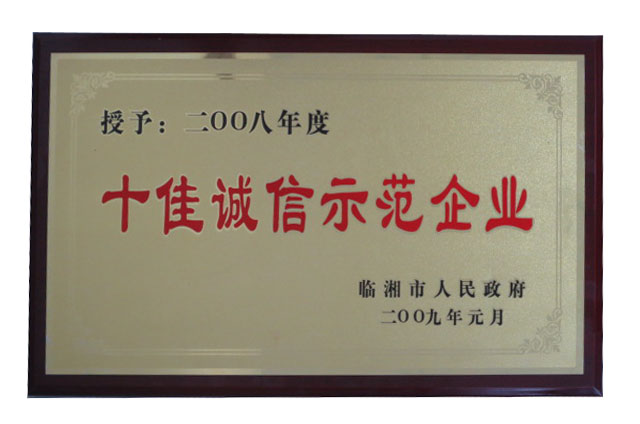 授予：二OO八年度
十佳诚信示范企业
临湘市人民政府
二OO九年元月